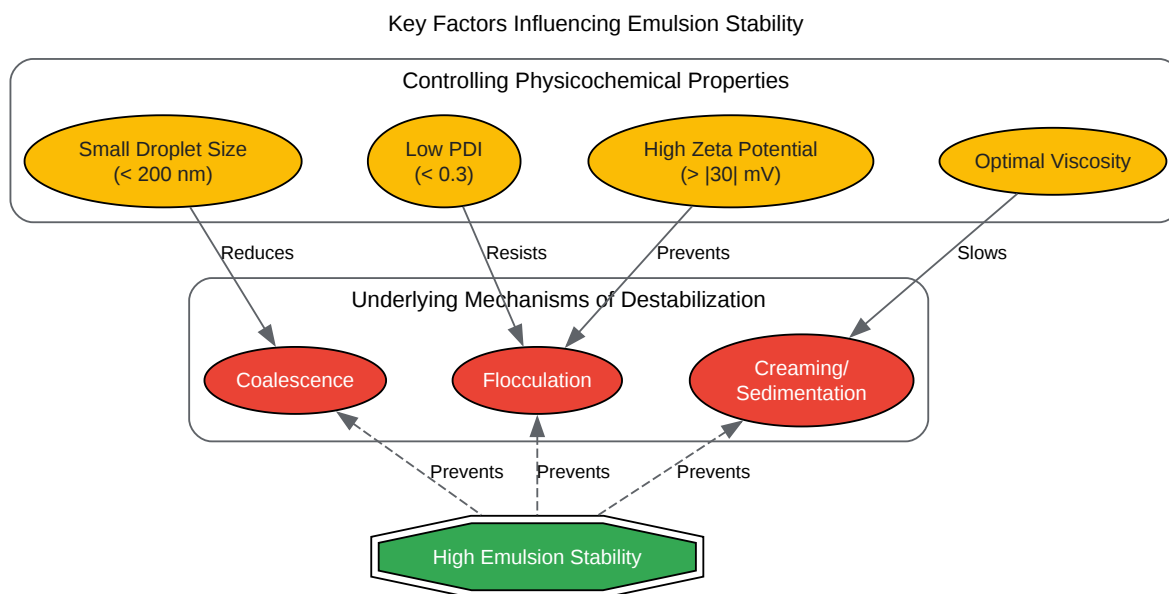 Key Factors Influencing Emulsion Stability
Controlling Physicochemical Properties
Small Droplet Size
(< 200 nm)
Low PDI
(< 0.3)
High Zeta Potential
(> |30| mV)
Optimal Viscosity
Reduces
Resists
Prevents
Slows
Underlying Mechanisms of Destabilization
Coalescence
Flocculation
Creaming/
Sedimentation
Prevents
Prevents
Prevents
High Emulsion Stability